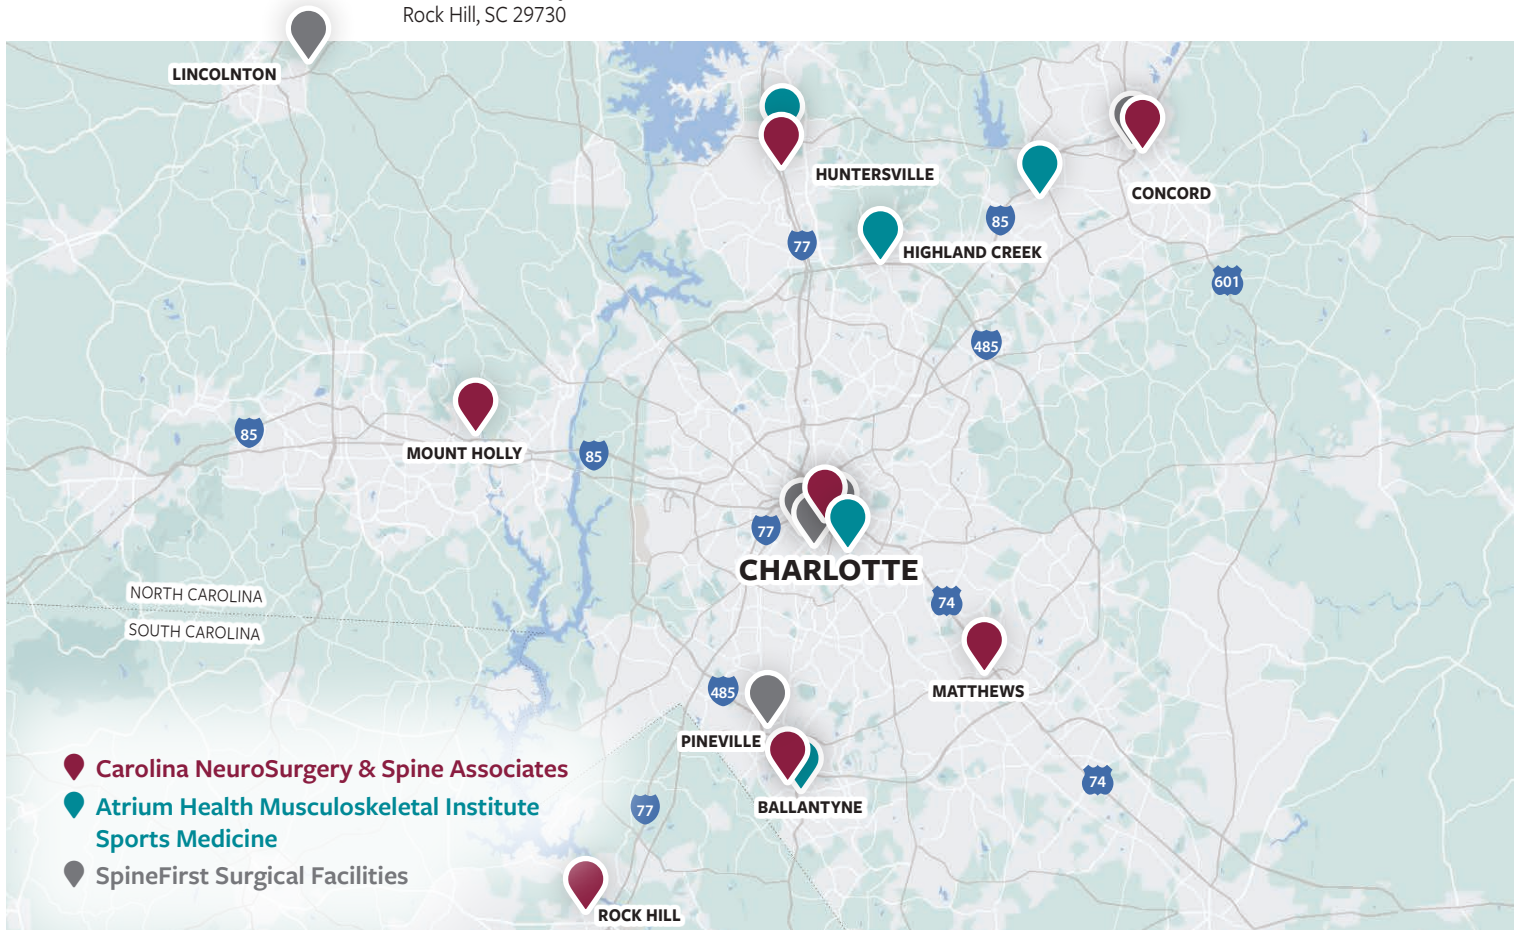 Rock Hill, SC 29730
LINCOLNTON
HUNTERSVILLE
CONCORD
85
77
HIGHLAND CREEK
601
485
85
MOUNT HOLLY
85
77
CHARLOTTE
NORTH CAROLINA
74
SOUTH CAROLINA
485
MATTHEWS
PINEVILLE
Carolina NeuroSurgery & Spine Associates
74
Atrium Health Musculoskeletal Institute
BALLANTYNE
77
Sports Medicine
SpineFirst Surgical Facilities
ROCK HILL